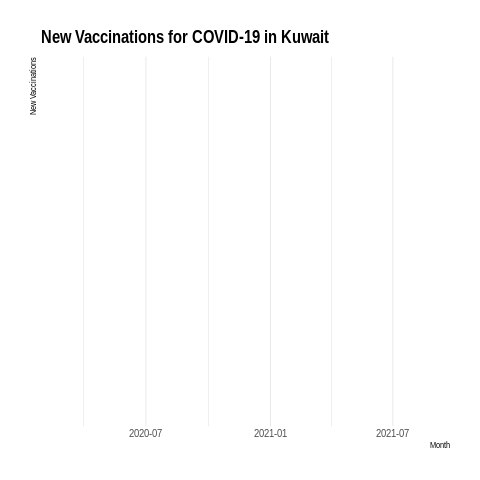 New Vaccinations for COVID-19 in Kuwait
New Vaccinations
2020-07
2021-01
2021-07
Month